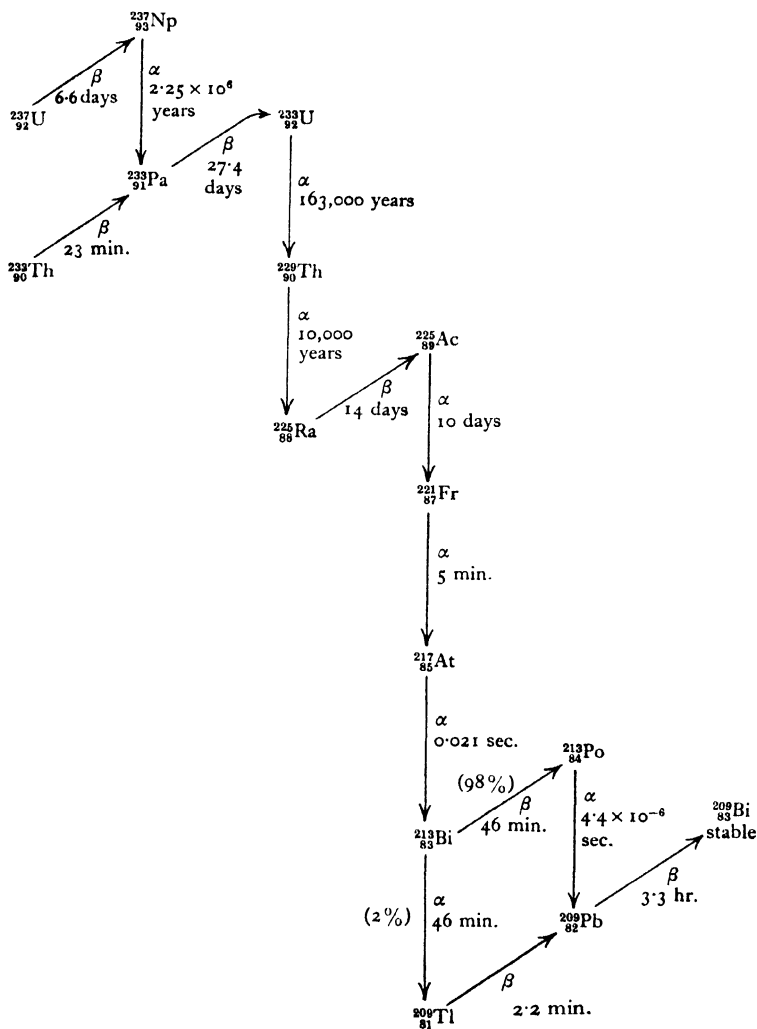 ²³⁷₉₃Np
β
6·6 days
α
2·25 × 10⁶
years
²³⁷₉₂U
²³³₉₂U
²³³₉₁Pa
β
27·4
days
α
163,000 years
β
23 min.
²³³₉₀Th
²²⁹₉₀Th
α
10,000
years
²²⁵₈₉Ac
β
14 days
α
10 days
²²⁵₈₈Ra
²²¹₈₇Fr
α
5 min.
²¹⁷₈₅At
α
0·021 sec.
²¹³₈₄Po
(98%)
β
46 min.
α
4·4 × 10⁻⁶
sec.
²⁰⁹₈₃Bi
stable
²¹³₈₃Bi
β
3·3 hr.
(2%)
α
46 min.
²⁰⁹₈₂Pb
β
2·2 min.
²⁰⁹₈₁Tl